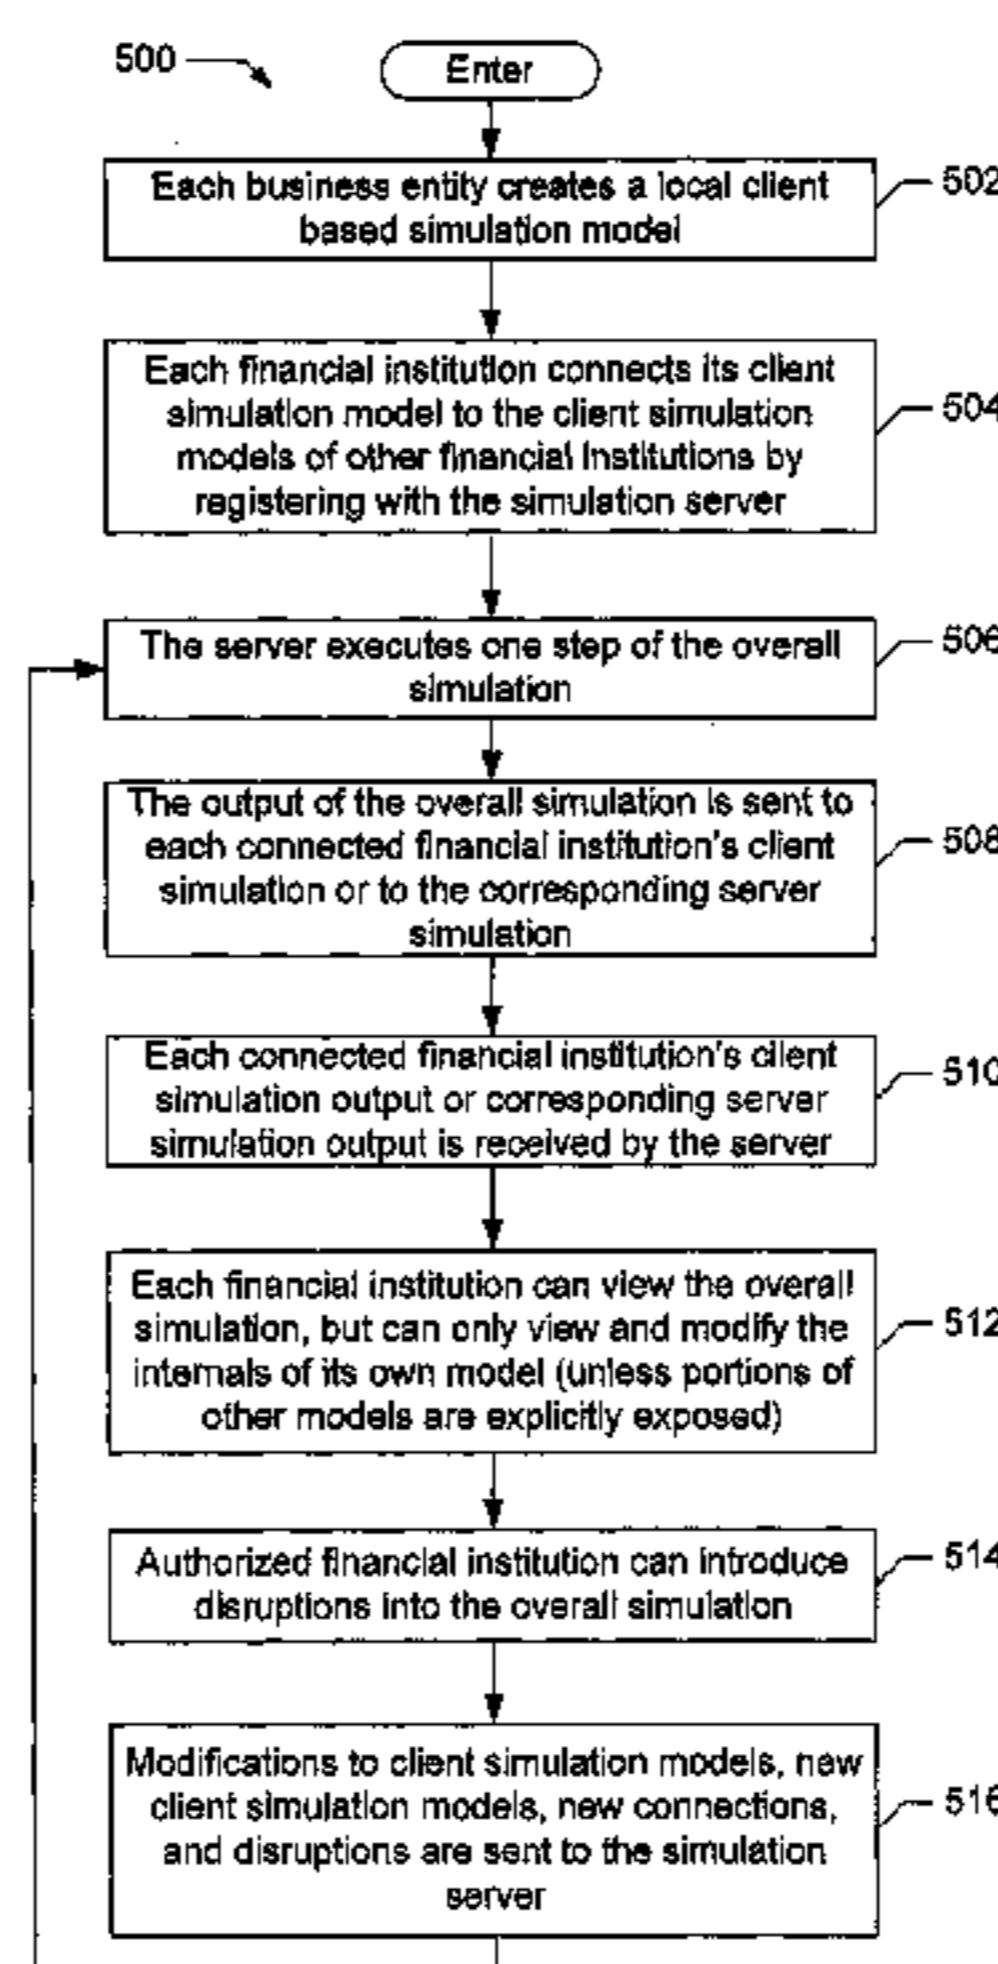 500
Enter
Each business entity creates a local client
based simulation model
502
Each financial institution connects its client
simulation model to the client simulation
models of other financial institutions by
registering with the simulation server
504
The server executes one step of the overall
simulation
506
The output of the overall simulation is sent to
each connected financial institution's client
simulation or to the corresponding server
simulation
508
Each connected financial institution's client
simulation output or corresponding server
simulation output is received by the server
510
Each financial institution can view the overall
simulation, but can only view and modify the
internals of its own model (unless portions of
other models are explicitly exposed)
512
Authorized financial institution can introduce
disruptions into the overall simulation
514
Modifications to client simulation models, new
client simulation models, new connections,
and disruptions are sent to the simulation
server
516